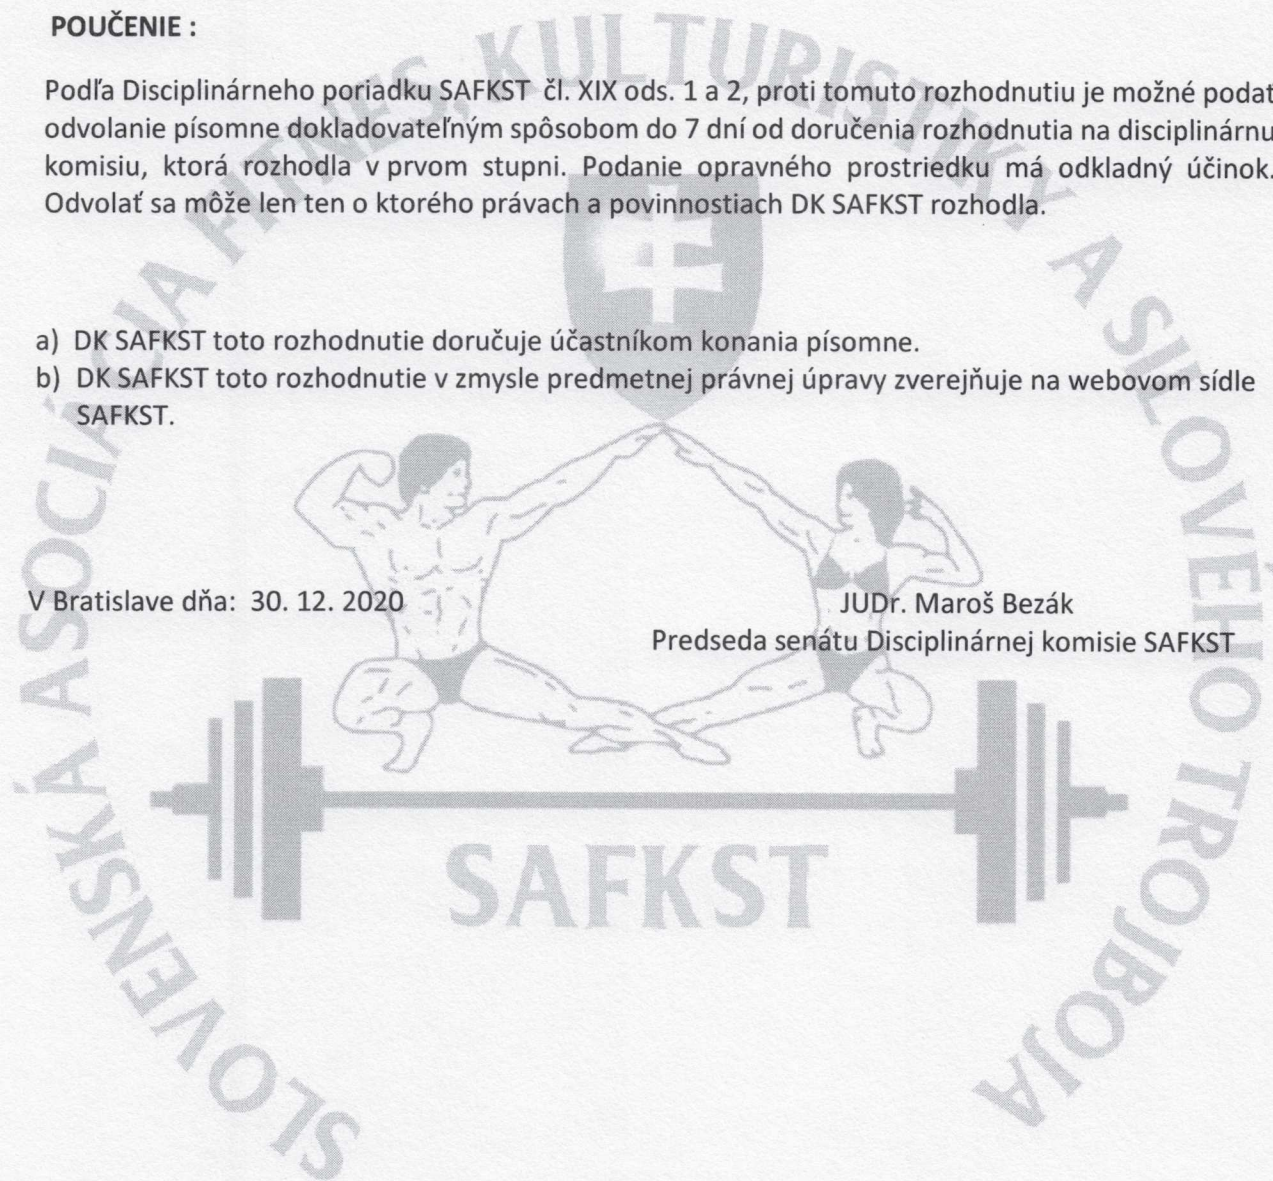 POUČENIE :
Podľa Disciplinárneho poriadku SAFKST čl. XIX ods. 1 a 2, proti tomuto rozhodnutiu je možné podať
odvolanie písomne dokladovateľným spôsobom do 7 dní od doručenia rozhodnutia na disciplinárnu
komisiu, ktorá rozhodla v prvom stupni. Podanie opravného prostriedku má odkladný účinok.
Odvolať sa môže len ten o ktorého právach a povinnostiach DK SAFKST rozhodla.
a) DK SAFKST toto rozhodnutie doručuje účastníkom konania písomne.
b) DK SAFKST toto rozhodnutie v zmysle predmetnej právnej úpravy zverejňuje na webovom sídle
SAFKST.
V Bratislave dňa: 30. 12. 2020
JUDr. Maroš Bezák
Predseda senátu Disciplinárnej komisie SAFKST
SLOVENSKÁ ASOCIÁCIA FITNES, KULTURISTIKY A SILOVÉHO TROJBOJA
SAFKST